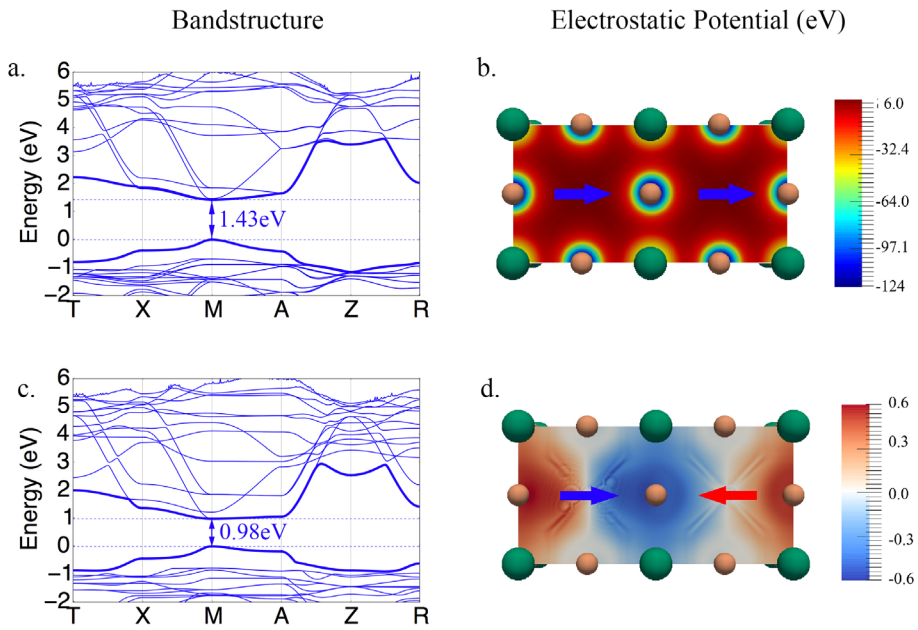 Bandstructure
Electrostatic Potential (eV)
a.
Energy (eV)
6
5
4
3
2
1
0
−1
−2
1.43eV
T X M A Z R
b.
6.0
-32.4
-64.0
-97.1
-124
c.
Energy (eV)
6
5
4
3
2
1
0
−1
−2
0.98eV
T X M A Z R
d.
0.6
0.3
0.0
-0.3
-0.6